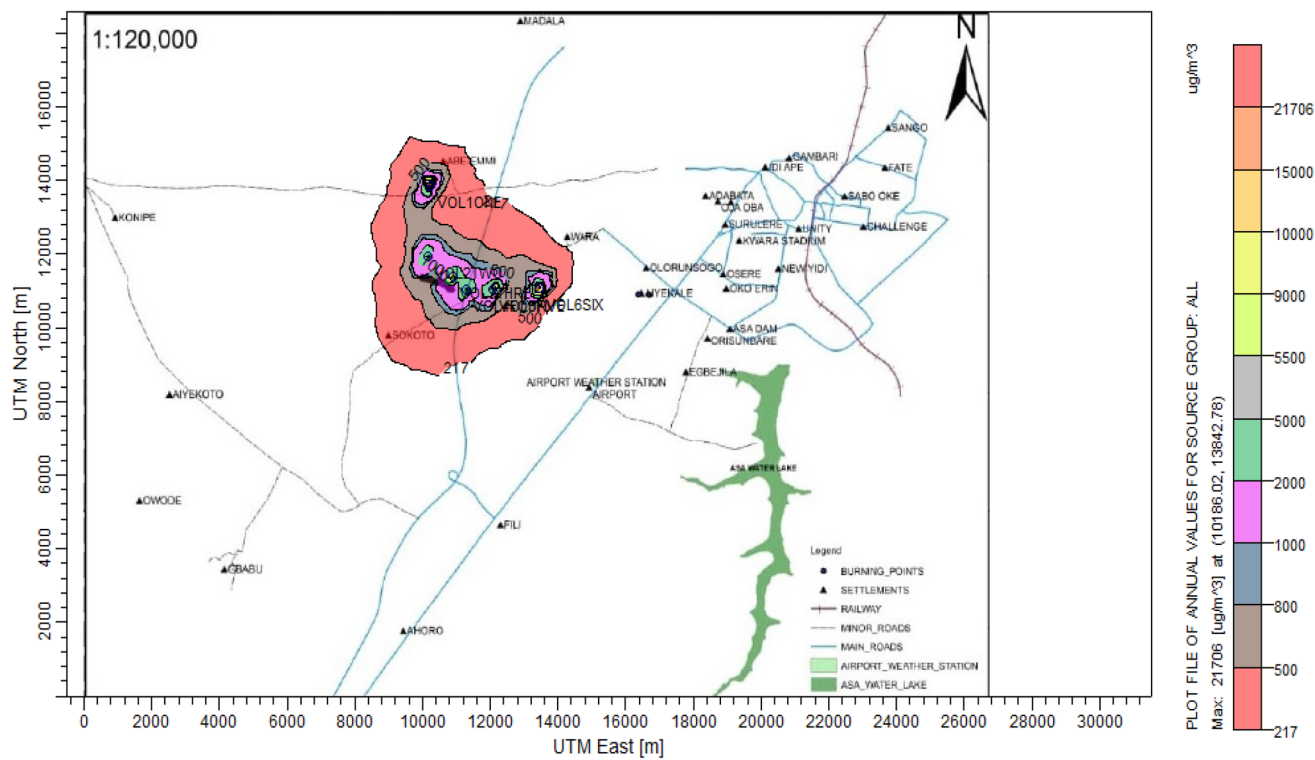 1:120,000
N
MADALA
SANGO
GAMBARI
IDI APE
FATE
ABETEMMI
500
ADABATA
SABO OKE
OJA OBA
KONIPE
VOL1ONE7
SURULERE
UNITY
CHALLENGE
WARA
KWARA STADIUM
OLORUNSOGO
OSERE
NEW YIDI
OKO ERIN
VOL6SIX
500
SOKOTO
ASA DAM
ORISUNBARE
217
EGBEJILA
AIRPORT WEATHER STATION
AIRPORT
AIYEKOTO
ASA WATER LAKE
OWODE
FILI
GBABU
AHORO
Legend
BURNING_POINTS
SETTLEMENTS
RAILWAY
MINOR_ROADS
MAIN_ROADS
AIRPORT_WEATHER_STATION
ASA_WATER_LAKE
UTM North [m]
16000
14000
12000
10000
8000
6000
4000
2000
0 2000 4000 6000 8000 10000 12000 14000 16000 18000 20000 22000 24000 26000 28000 30000
UTM East [m]
PLOT FILE OF ANNUAL VALUES FOR SOURCE GROUP: ALL
Max: 21706 [ug/m^3] at (10186.02, 13842.78)
ug/m^3
21706
15000
10000
9000
5500
5000
2000
1000
800
500
217